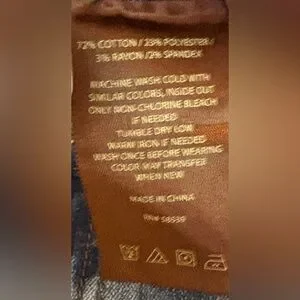 72% COTTON / 23% POLYESTER /
3% RAYON /2% SPANDEX
MACHINE WASH COLD WITH
SIMILAR COLORS, INSIDE OUT
ONLY NON-CHLORINE BLEACH
IF NEEDED
TUMBLE DRY LOW
WARM IRON IF NEEDED
WASH ONCE BEFORE WEARING
COLOR MAY TRANSFER
WHEN NEW
MADE IN CHINA
RN# 58639